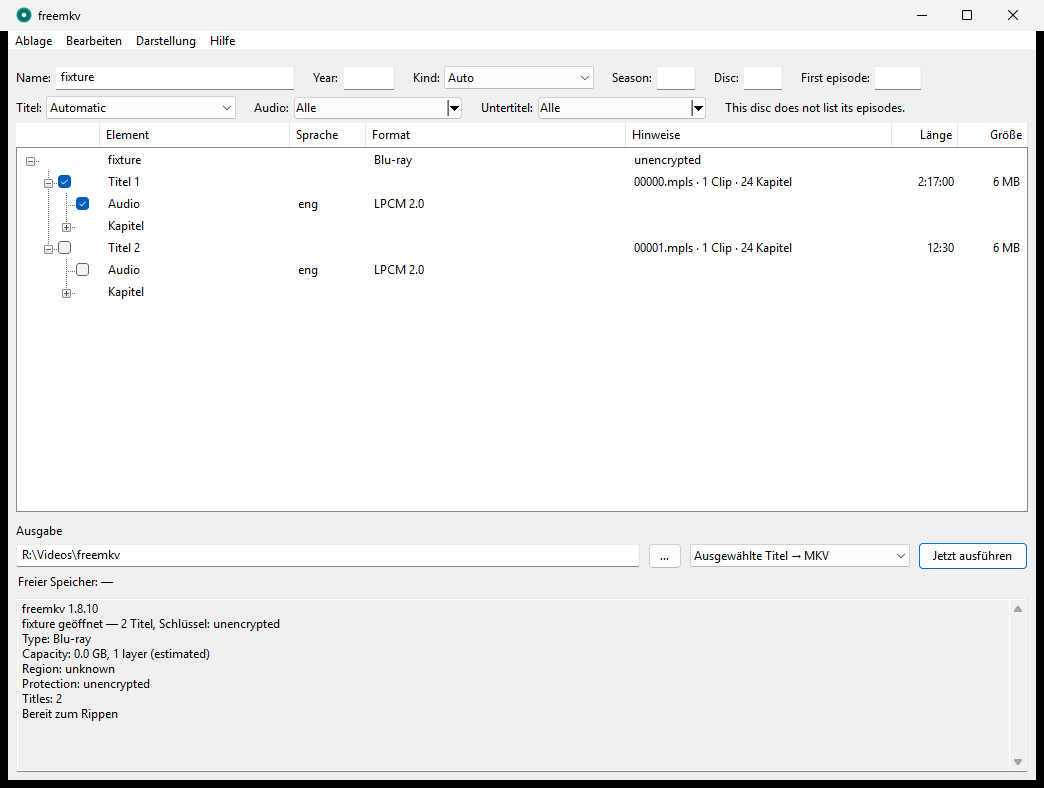 freemkv
Ablage Bearbeiten Darstellung Hilfe
Name: fixture Year: Kind: Auto Season: Disc: First episode:
Titel: Automatic Audio: Alle Untertitel: Alle This disc does not list its episodes.
Element Sprache Format Hinweise Länge Größe
fixture Blu-ray unencrypted
Titel 1 00000.mpls · 1 Clip · 24 Kapitel 2:17:00 6 MB
Audio eng LPCM 2.0
Kapitel
Titel 2 00001.mpls · 1 Clip · 24 Kapitel 12:30 6 MB
Audio eng LPCM 2.0
Kapitel
Ausgabe
R:\Videos\freemkv ... Ausgewählte Titel → MKV Jetzt ausführen
Freier Speicher: —
freemkv 1.8.10
fixture geöffnet — 2 Titel, Schlüssel: unencrypted
Type: Blu-ray
Capacity: 0.0 GB, 1 layer (estimated)
Region: unknown
Protection: unencrypted
Titles: 2
Bereit zum Rippen